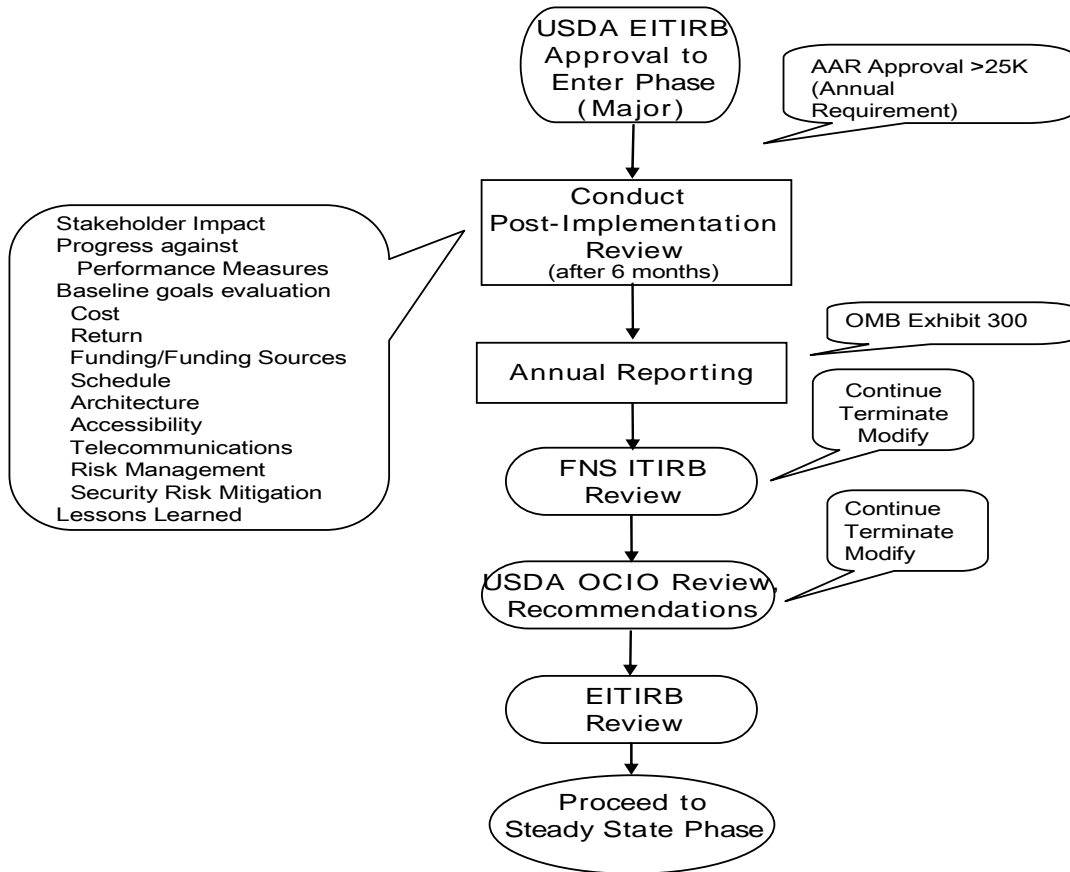 USDA EITIRB
Approval to
Enter Phase
(Major)
AAR Approval >25K
(Annual
Requirement)
Conduct
Post-Implementation
Review
(after 6 months)
Stakeholder Impact
Progress against
Performance Measures
Baseline goals evaluation
Cost
Return
Funding/Funding Sources
Schedule
Architecture
Accessibility
Telecommunications
Risk Management
Security Risk Mitigation
Lessons Learned
OMB Exhibit 300
Annual Reporting
Continue
Terminate
Modify
FNS ITIRB
Review
Continue
Terminate
Modify
USDA OCIO Review,
Recommendations
EITIRB
Review
Proceed to
Steady State Phase